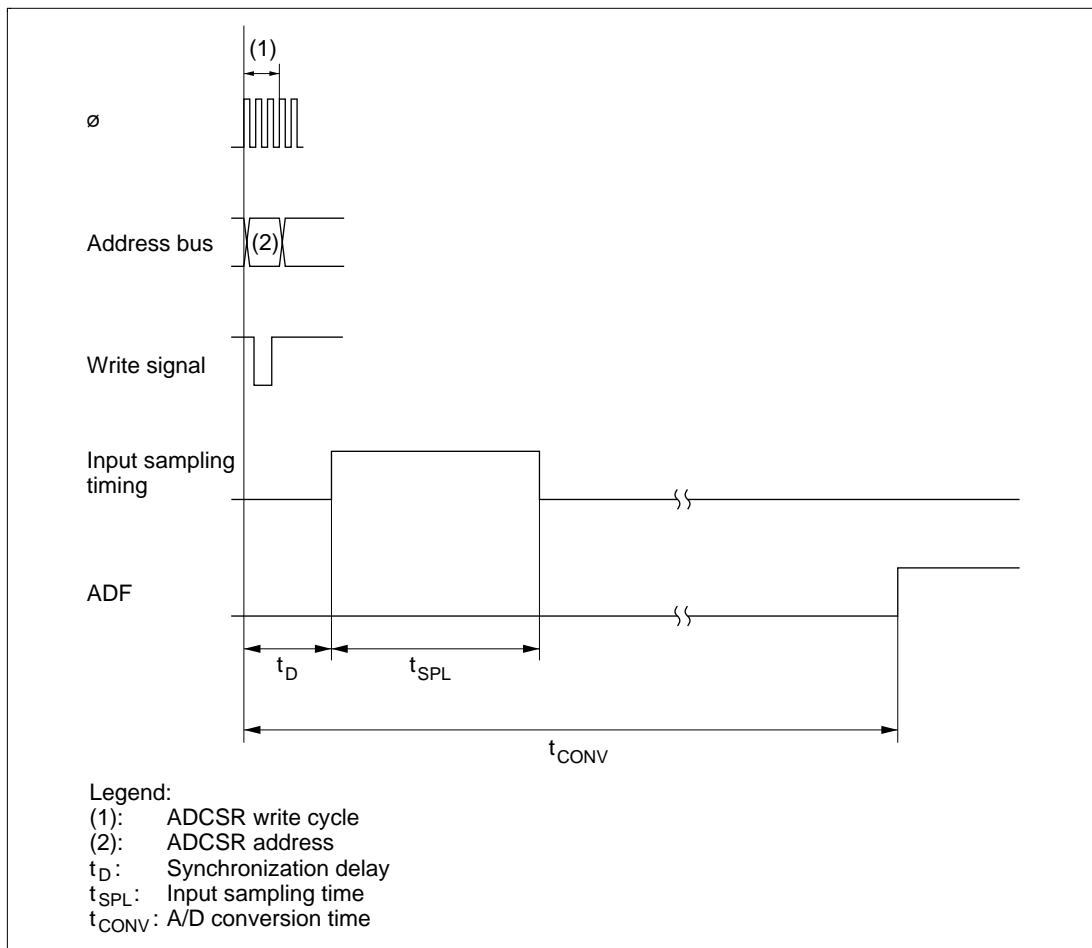 (1)
ø
Address bus
(2)
Write signal
Input sampling
timing
ADF
tD
tSPL
tCONV
Legend:
(1): ADCSR write cycle
(2): ADCSR address
tD: Synchronization delay
tSPL: Input sampling time
tCONV: A/D conversion time